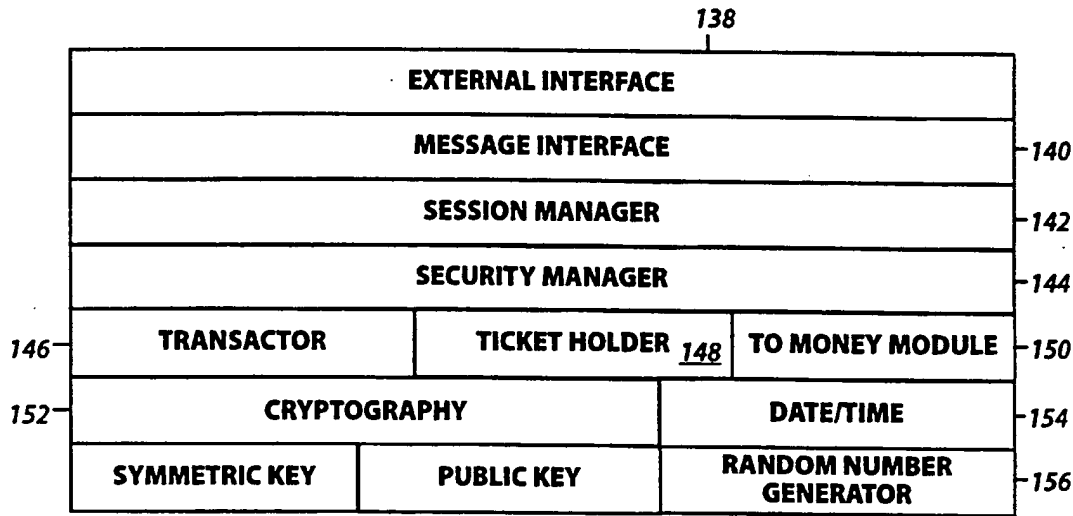 138
EXTERNAL INTERFACE
MESSAGE INTERFACE 140
SESSION MANAGER 142
SECURITY MANAGER 144
146 TRANSACTOR TICKET HOLDER 148 TO MONEY MODULE 150
152 CRYPTOGRAPHY DATE/TIME 154
SYMMETRIC KEY PUBLIC KEY RANDOM NUMBER
GENERATOR 156